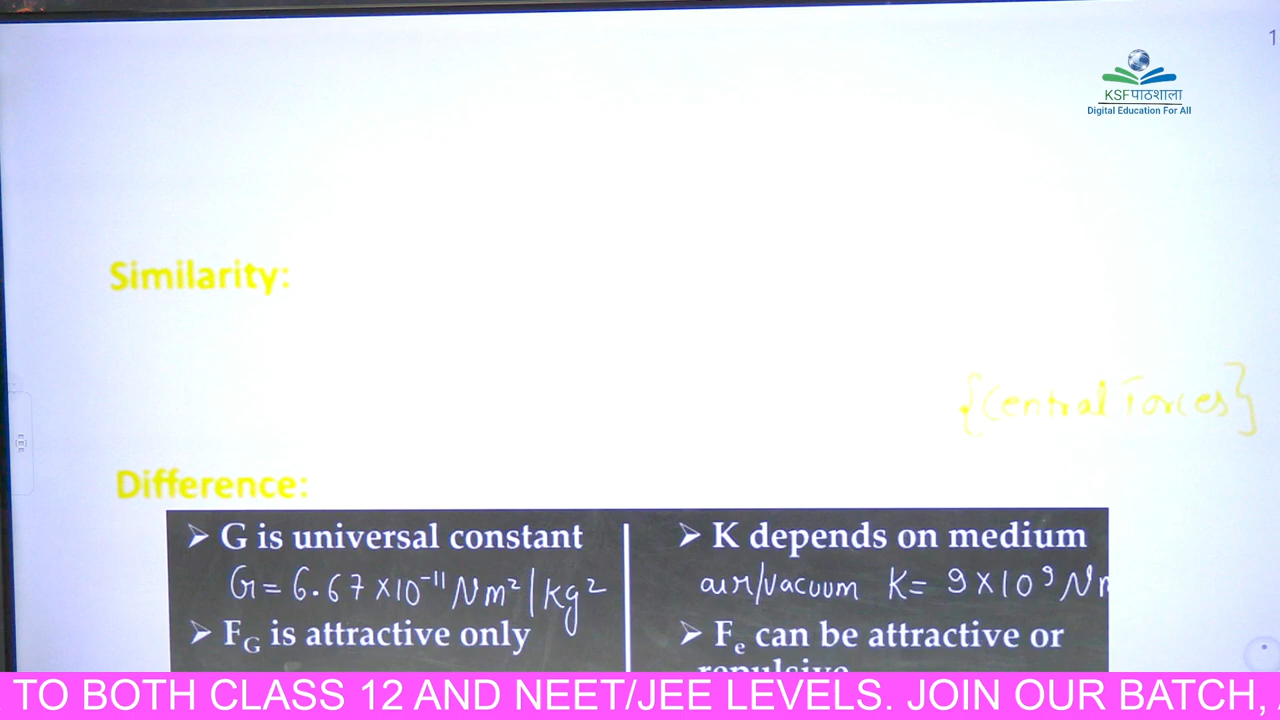 1
KSFपाठशाला
Digital Education For All
Similarity:
{Central Forces}
Difference:
➢ G is universal constant
G = 6.67 × 10⁻¹¹ N m² / kg²
➢ F_G is attractive only
➢ K depends on medium
air/vacuum K = 9 × 10⁹ N
➢ F_e can be attractive or
repulsive
TO BOTH CLASS 12 AND NEET/JEE LEVELS. JOIN OUR BATCH,